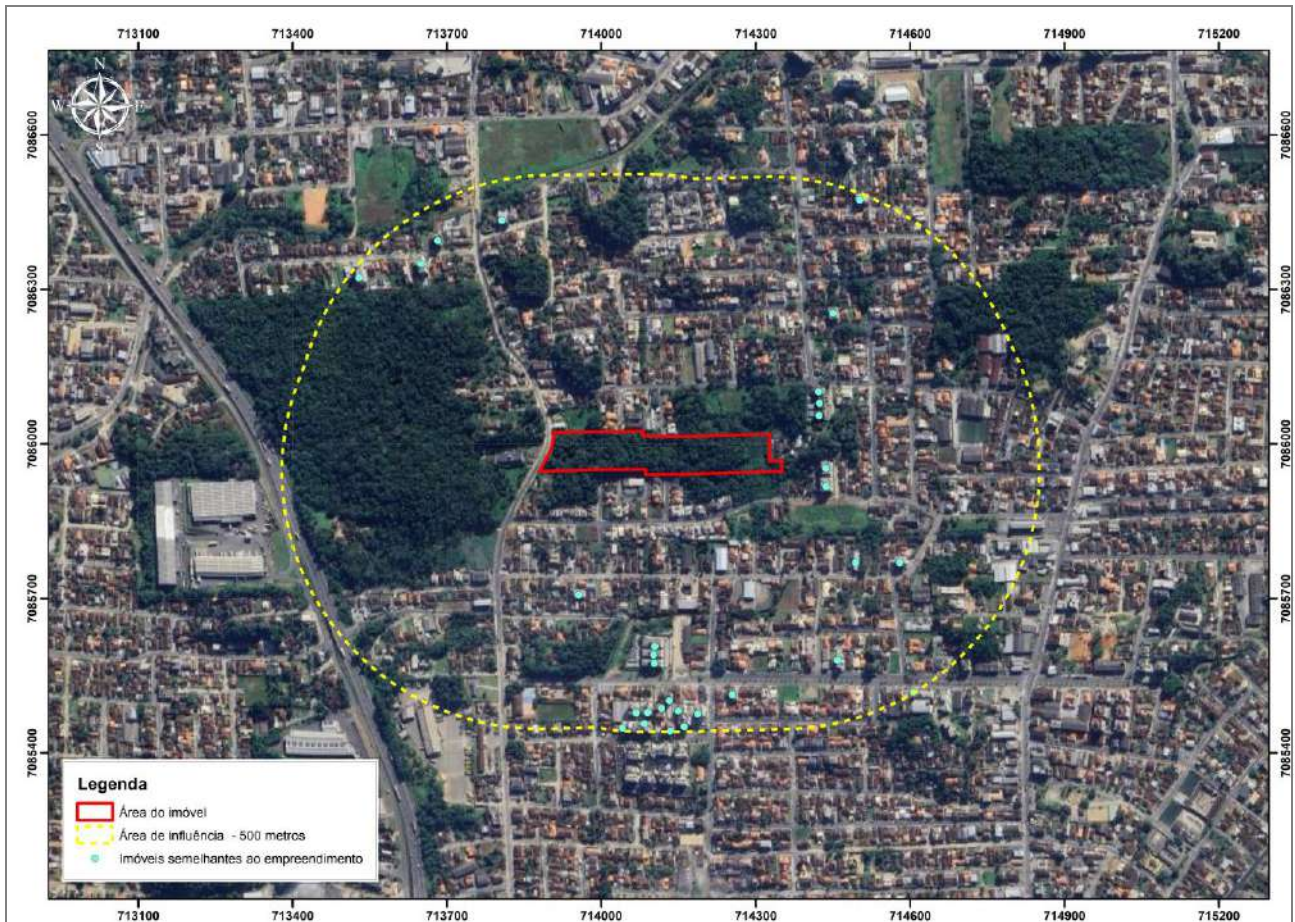 713100 713400 713700 714000 714300 714600 714900 715200
N
W E
S
7086600 7086600
7086300 7086300
7086000 7086000
7085700 7085700
7085400 7085400
Legenda
Área do imóvel
Área de influência - 500 metros
Imóveis semelhantes ao empreendimento
713100 713400 713700 714000 714300 714600 714900 715200